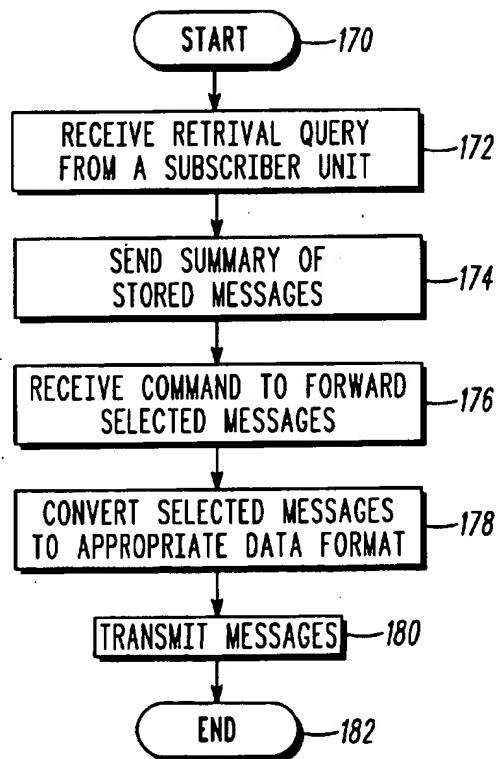 START 170
RECEIVE RETRIVAL QUERY
FROM A SUBSCRIBER UNIT 172
SEND SUMMARY OF
STORED MESSAGES 174
RECEIVE COMMAND TO FORWARD
SELECTED MESSAGES 176
CONVERT SELECTED MESSAGES
TO APPROPRIATE DATA FORMAT 178
TRANSMIT MESSAGES 180
END 182